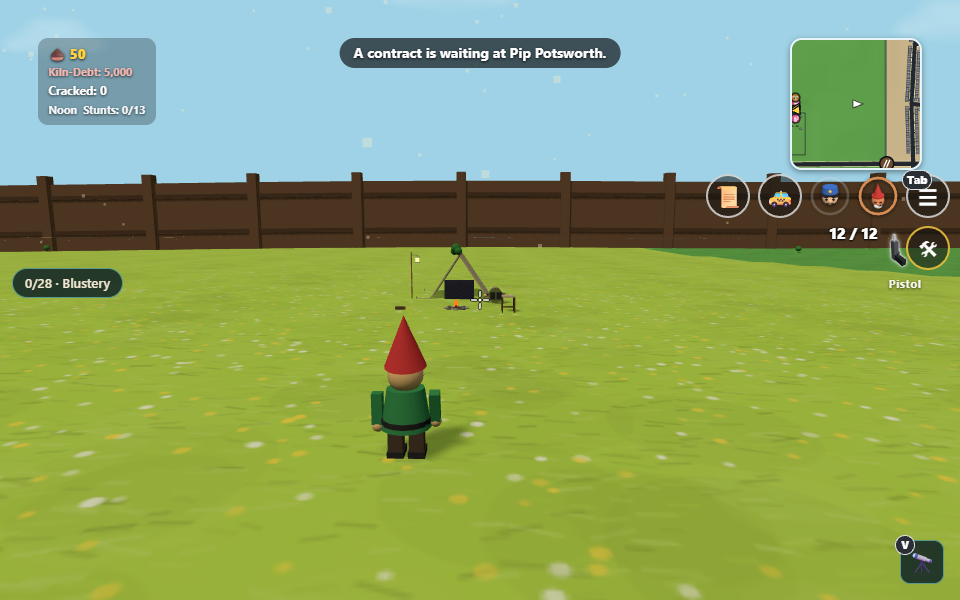 50
Kiln-Debt: 5,000
Cracked: 0
Noon Stunts: 0/13
A contract is waiting at Pip Potsworth.
Tab
12 / 12
Pistol
0/28 · Blustery
V